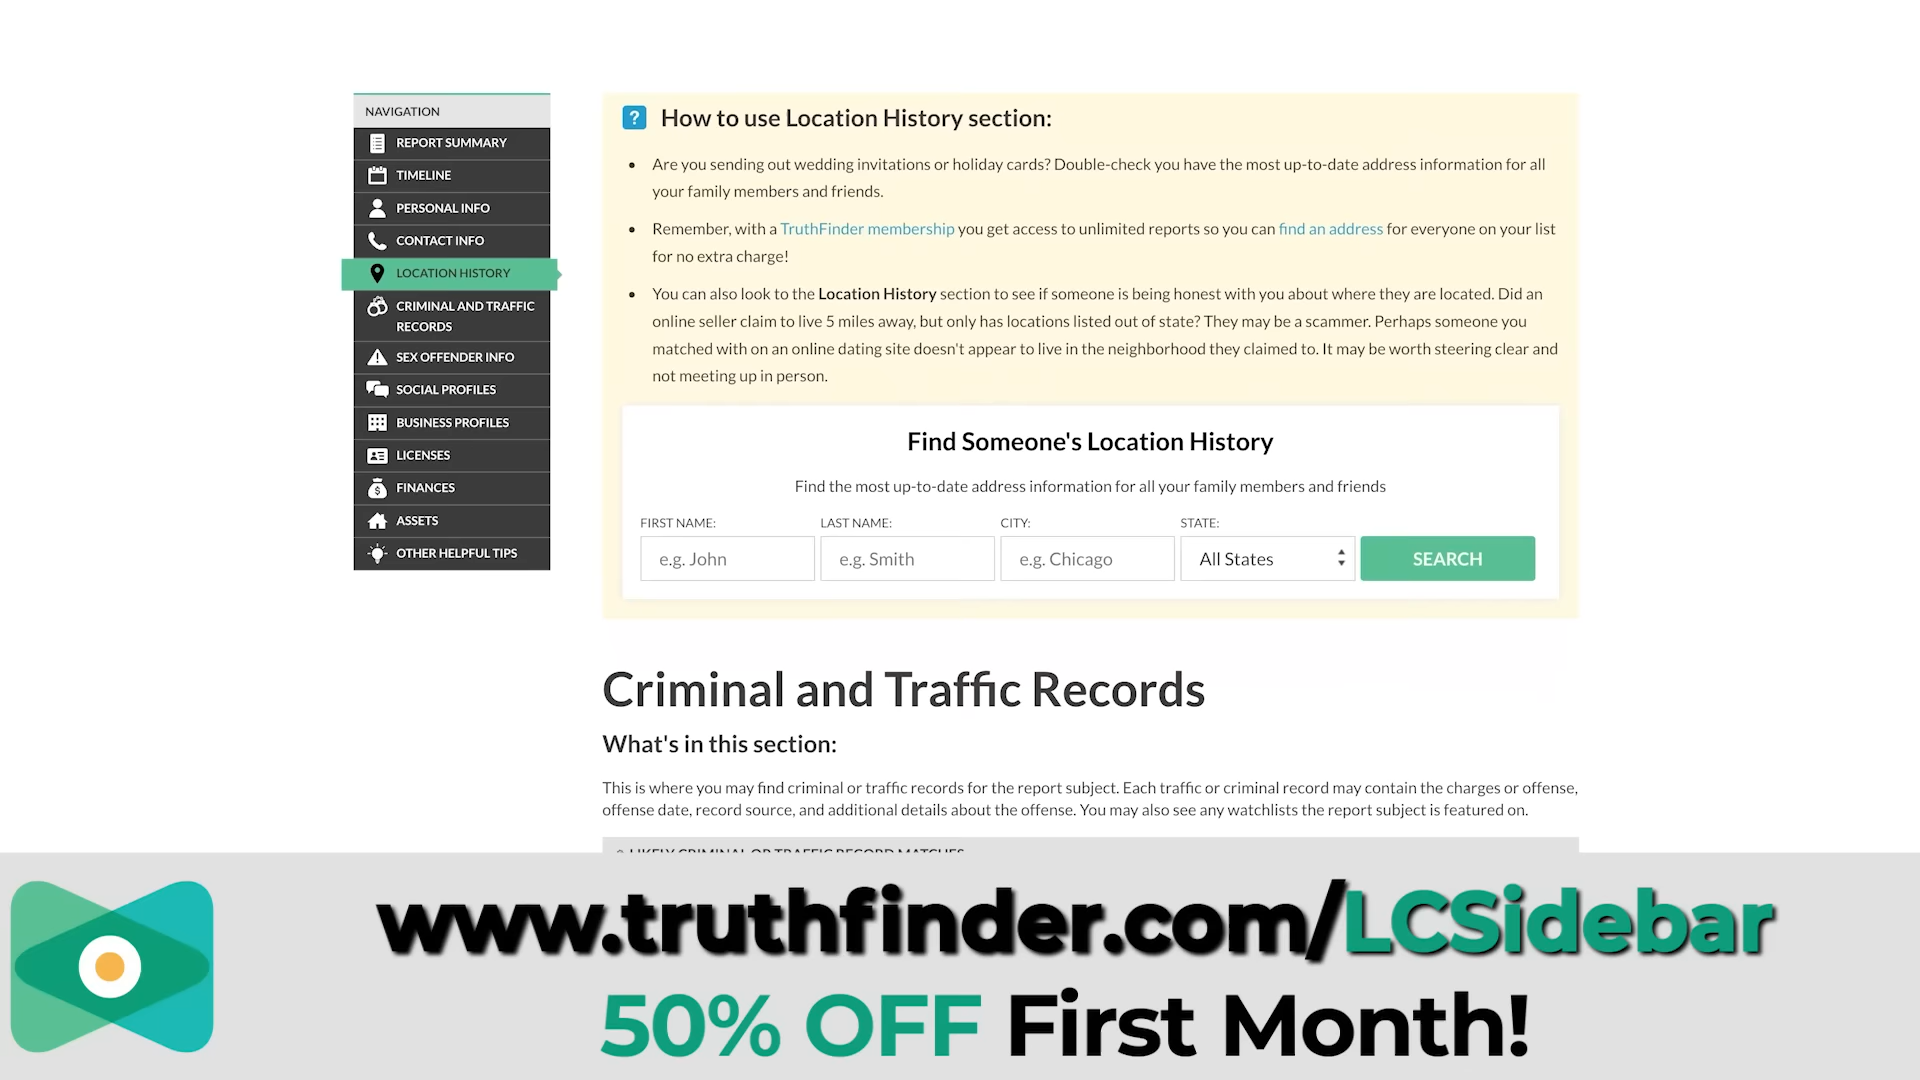 NAVIGATION
REPORT SUMMARY
TIMELINE
PERSONAL INFO
CONTACT INFO
LOCATION HISTORY
CRIMINAL AND TRAFFIC
RECORDS
SEX OFFENDER INFO
SOCIAL PROFILES
BUSINESS PROFILES
LICENSES
FINANCES
ASSETS
OTHER HELPFUL TIPS
? How to use Location History section:
• Are you sending out wedding invitations or holiday cards? Double-check you have the most up-to-date address information for all
your family members and friends.
• Remember, with a TruthFinder membership you get access to unlimited reports so you can find an address for everyone on your list
for no extra charge!
• You can also look to the Location History section to see if someone is being honest with you about where they are located. Did an
online seller claim to live 5 miles away, but only has locations listed out of state? They may be a scammer. Perhaps someone you
matched with on an online dating site doesn't appear to live in the neighborhood they claimed to. It may be worth steering clear and
not meeting up in person.
Find Someone's Location History
Find the most up-to-date address information for all your family members and friends
FIRST NAME: LAST NAME: CITY: STATE:
e.g. John e.g. Smith e.g. Chicago All States SEARCH
Criminal and Traffic Records
What's in this section:
This is where you may find criminal or traffic records for the report subject. Each traffic or criminal record may contain the charges or offense,
offense date, record source, and additional details about the offense. You may also see any watchlists the report subject is featured on.
LIKELY CRIMINAL OR TRAFFIC RECORD MATCHES
www.truthfinder.com/LCSidebar
50% OFF First Month!